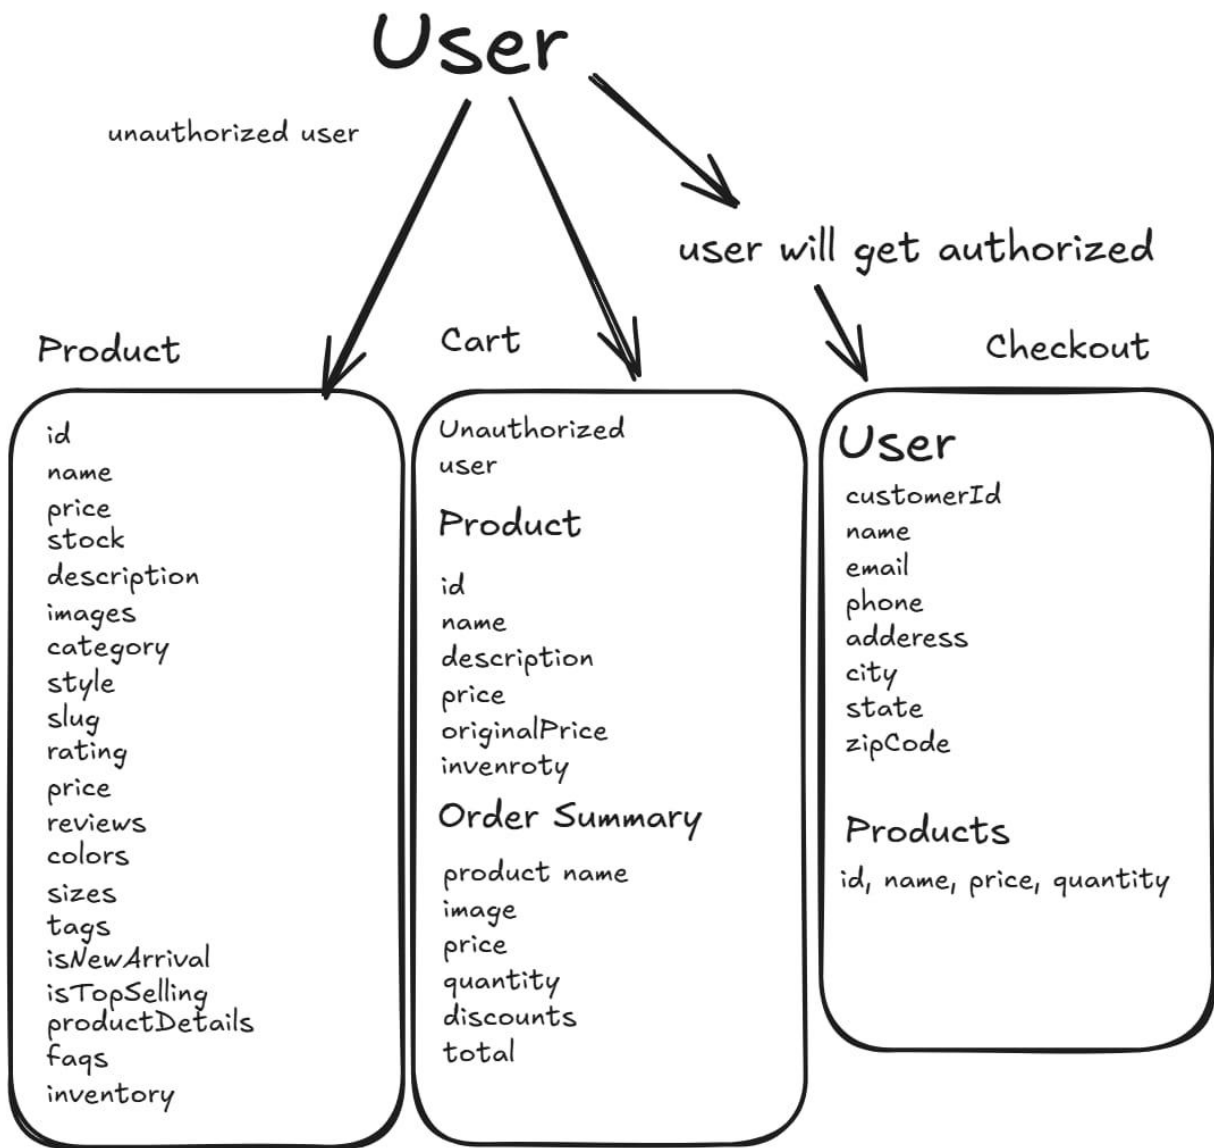 User
unauthorized user
user will get authorized
Product
id
name
price
stock
description
images
category
style
slug
rating
price
reviews
colors
sizes
tags
isNewArrival
isTopSelling
productDetails
faqs
inventory
Cart
Unauthorized
user
Product
id
name
description
price
originalPrice
invenroty
Order Summary
product name
image
price
quantity
discounts
total
Checkout
User
customerId
name
email
phone
adderess
city
state
zipCode
Products
id, name, price, quantity